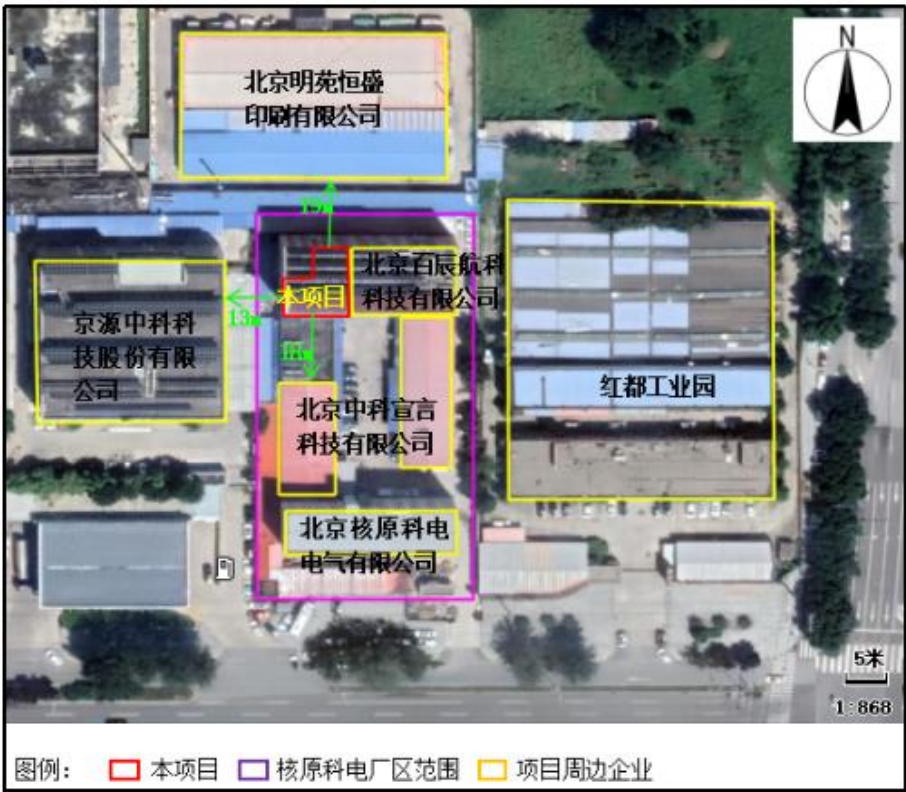 N
北京明苑恒盛
印刷有限公司
北京百辰航科
科技有限公司
本项目
13m
京源中科科
技股份有限
公司
红都工业园
北京中科宣言
科技有限公司
北京核原科电
电气有限公司
5米
1:868
图例： 本项目 核原科电厂区范围 项目周边企业